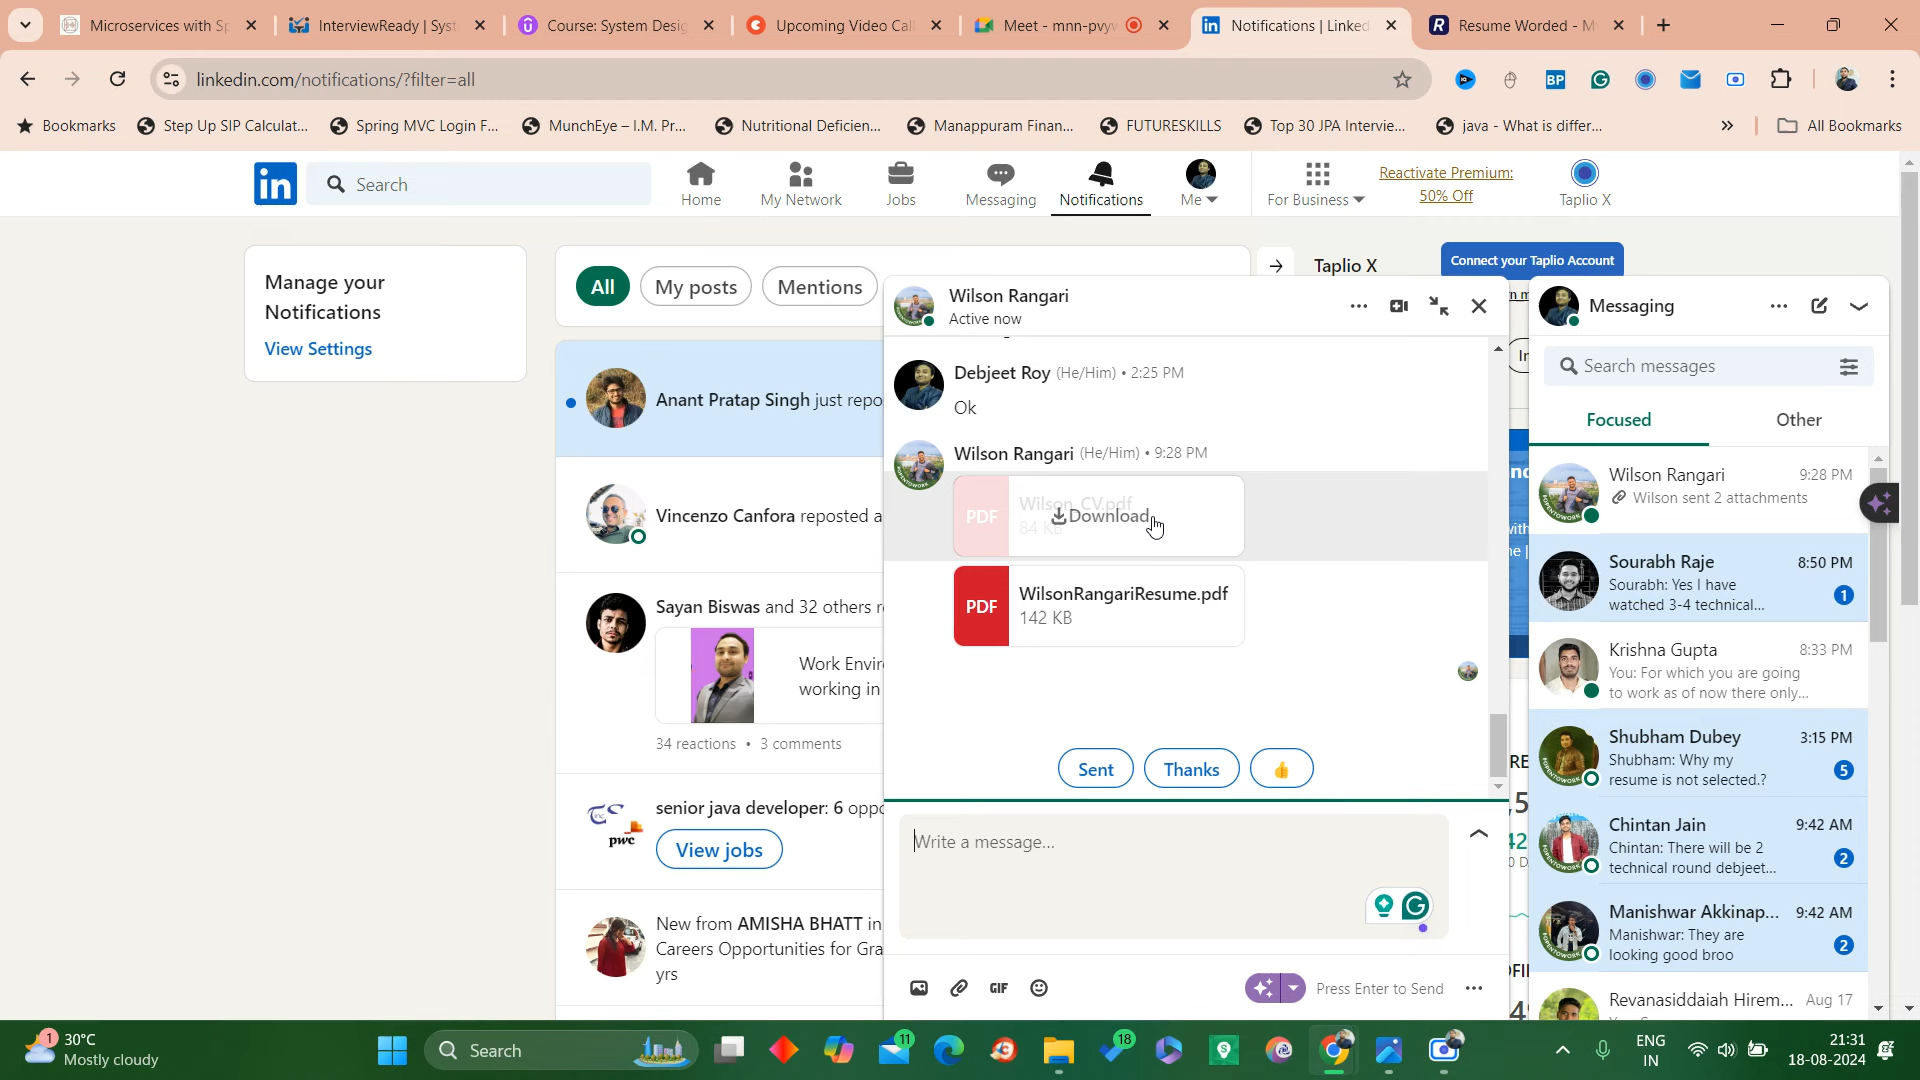 Microservices with Sp
InterviewReady | Syst
Course: System Desig
Upcoming Video Call
Meet - mnn-pvyv
Notifications | Linked
Resume Worded - M
linkedin.com/notifications/?filter=all
BP
Bookmarks
Step Up SIP Calculat...
Spring MVC Login F...
MunchEye – I.M. Pr...
Nutritional Deficien...
Manappuram Finan...
FUTURESKILLS
Top 30 JPA Intervie...
java - What is differ...
All Bookmarks
in
Search
Home
My Network
Jobs
Messaging
Notifications
Me
For Business
Reactivate Premium:
50% Off
Taplio X
Manage your
Notifications
View Settings
All
My posts
Mentions
Taplio X
Connect your Taplio Account
Anant Pratap Singh just repo
Vincenzo Canfora reposted a
Sayan Biswas and 32 others r
Work Envir
working in
34 reactions • 3 comments
senior java developer: 6 oppo
pwc
View jobs
New from AMISHA BHATT in
Careers Opportunities for Gra
yrs
Wilson Rangari
Active now
Debjeet Roy (He/Him) • 2:25 PM
Ok
Wilson Rangari (He/Him) • 9:28 PM
PDF
Wilson_CV.pdf
84 KB
Download
PDF
WilsonRangariResume.pdf
142 KB
Sent
Thanks
Write a message...
GIF
Press Enter to Send
Messaging
Search messages
Focused
Other
Wilson Rangari 9:28 PM
Wilson sent 2 attachments
Sourabh Raje 8:50 PM
Sourabh: Yes I have
watched 3-4 technical... 1
Krishna Gupta 8:33 PM
You: For which you are going
to work as of now there only...
Shubham Dubey 3:15 PM
Shubham: Why my
resume is not selected.? 5
Chintan Jain 9:42 AM
Chintan: There will be 2
technical round debjeet... 2
Manishwar Akkinap... 9:42 AM
Manishwar: They are
looking good broo 2
Revanasiddaiah Hirem... Aug 17
1
30°C
Mostly cloudy
Search
11
18
ENG
IN
21:31
18-08-2024